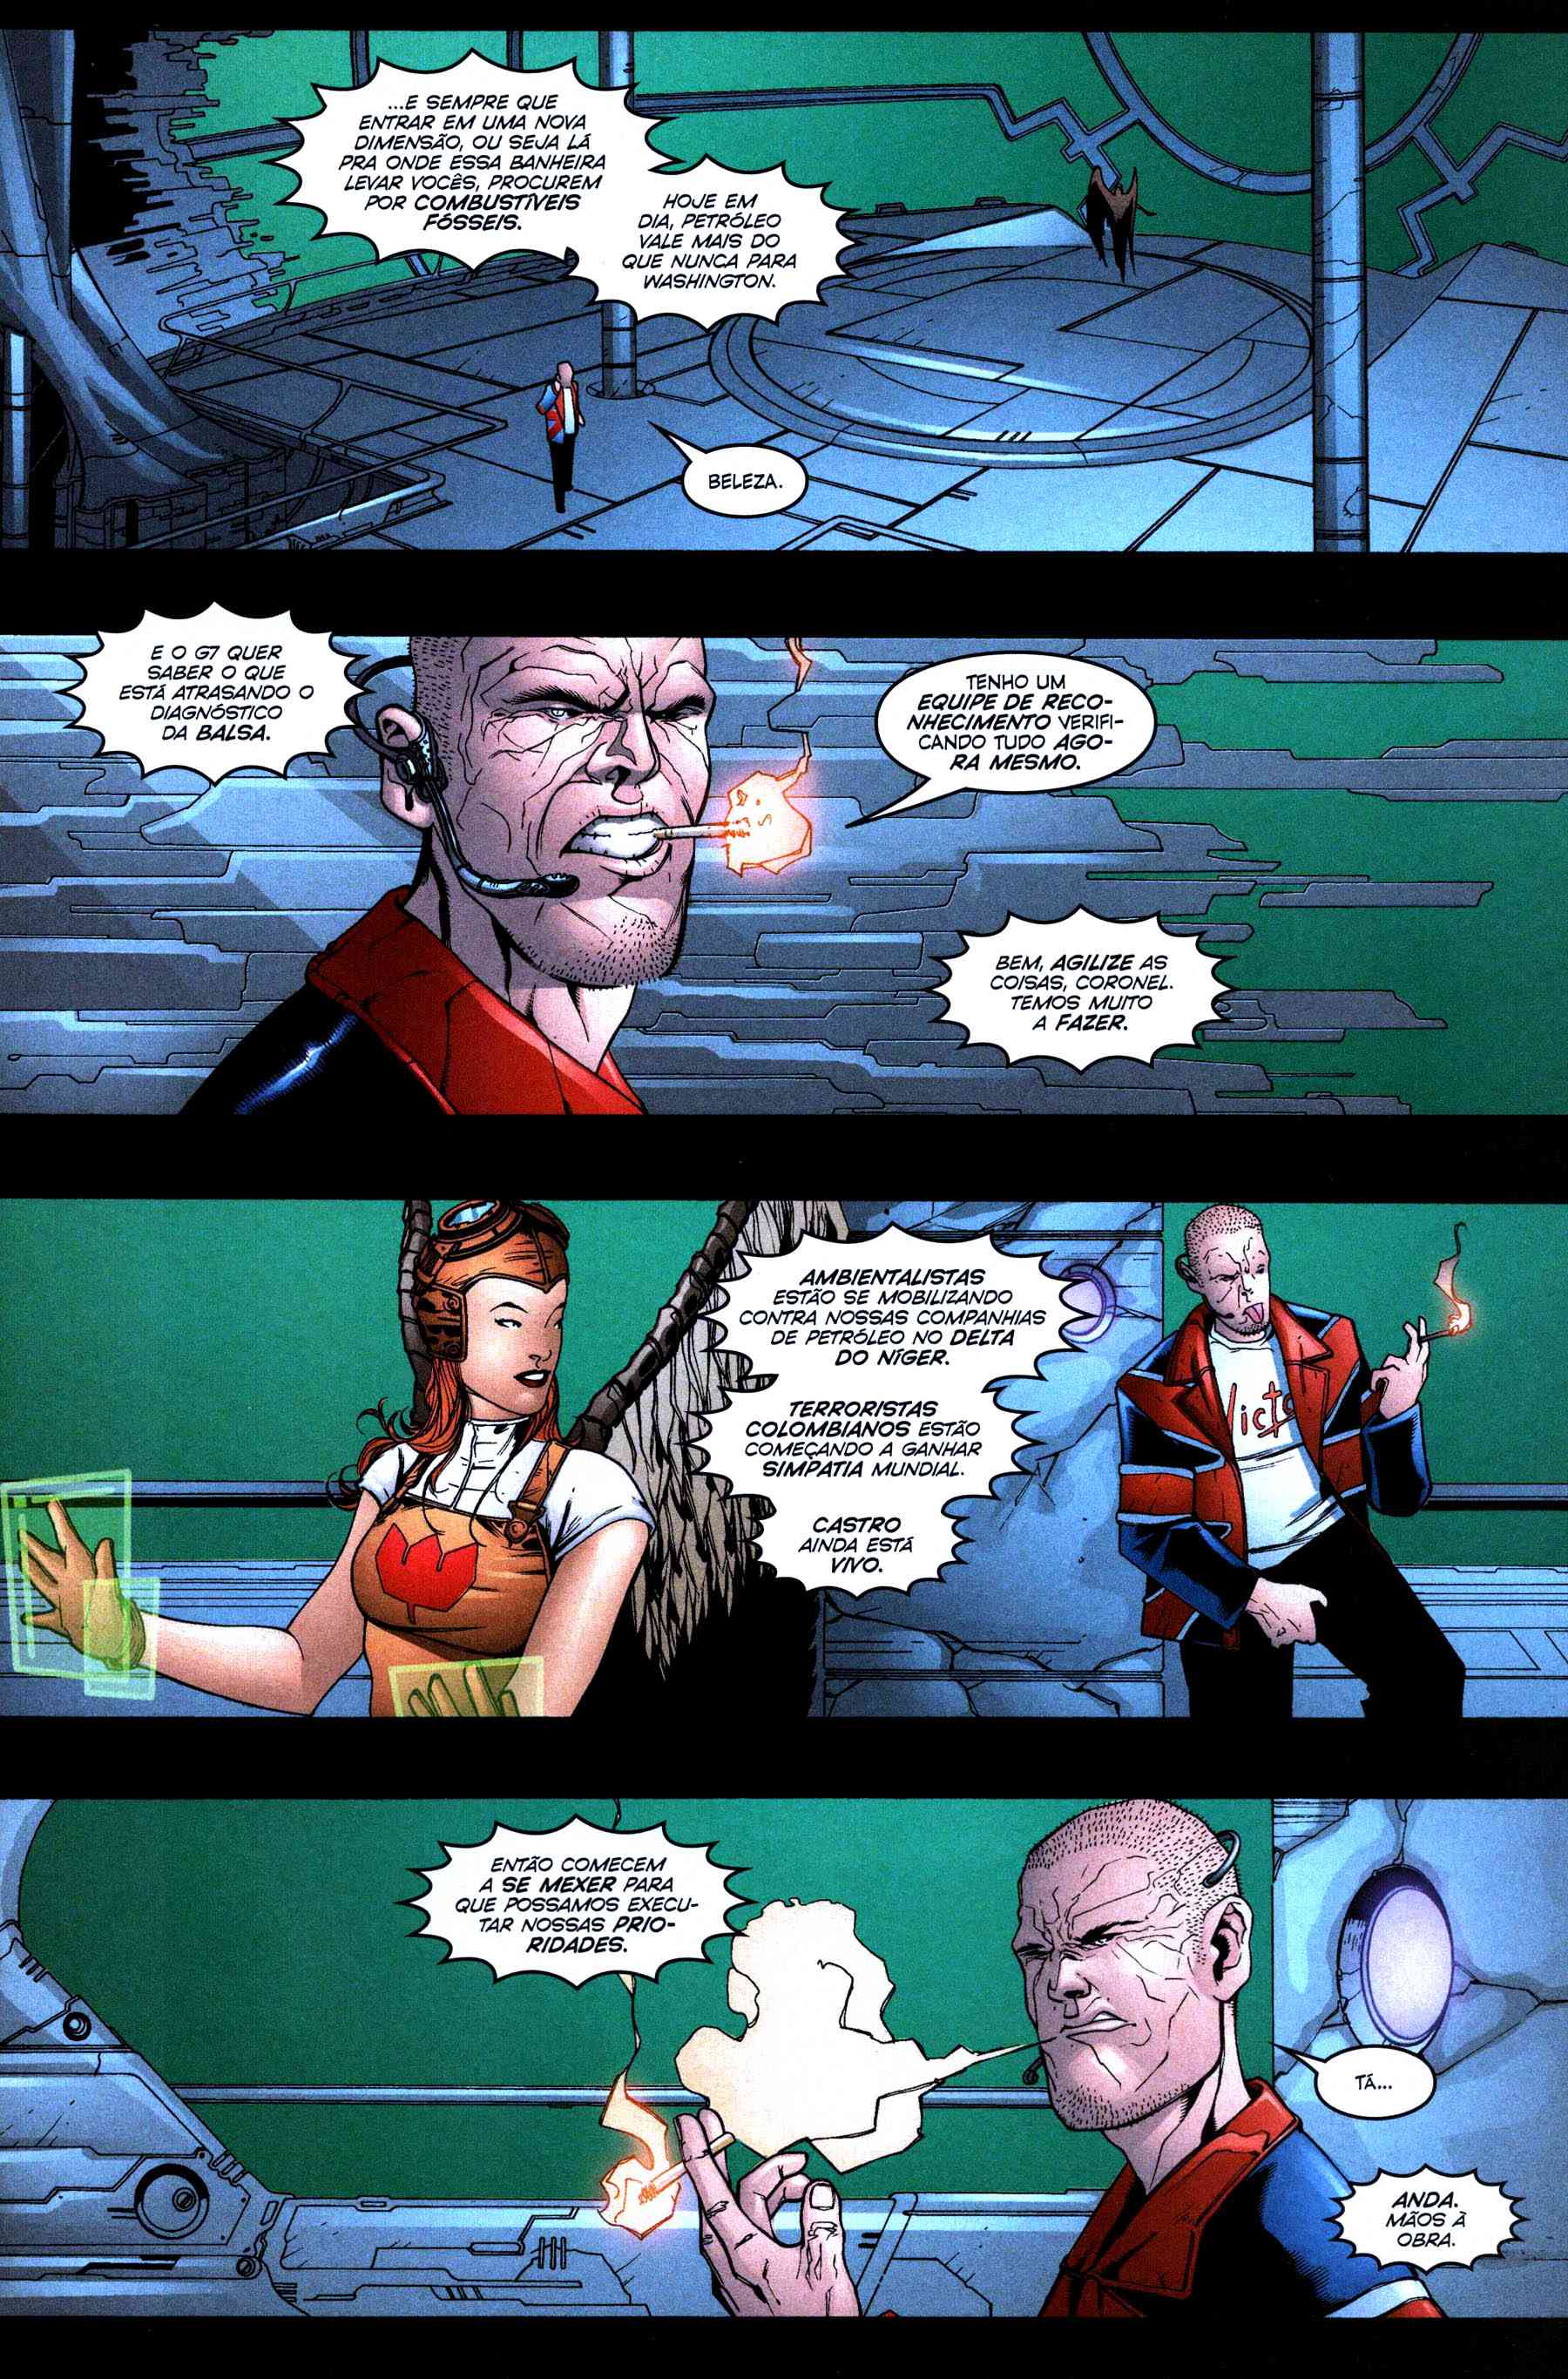 ...E SEMPRE QUE
ENTRAR EM UMA NOVA
DIMENSÃO, OU SEJA LÁ
PRA ONDE ESSA BANHEIRA
LEVAR VOCÊS, PROCUREM
POR COMBUSTÍVEIS
FÓSSEIS.
HOJE EM
DIA, PETRÓLEO
VALE MAIS DO
QUE NUNCA PARA
WASHINGTON.
BELEZA.
E O G7 QUER
SABER O QUE
ESTÁ ATRASANDO O
DIAGNÓSTICO
DA BALSA.
TENHO UM
EQUIPE DE RECO-
NHECIMENTO VERIFI-
CANDO TUDO AGO-
RA MESMO.
BEM, AGILIZE AS
COISAS, CORONEL.
TEMOS MUITO
A FAZER.
AMBIENTALISTAS
ESTÃO SE MOBILIZANDO
CONTRA NOSSAS COMPANHIAS
DE PETRÓLEO NO DELTA
DO NÍGER.
TERRORISTAS
COLOMBIANOS ESTÃO
COMEÇANDO A GANHAR
SIMPATIA MUNDIAL.
CASTRO
AINDA ESTÁ
VIVO.
Victo
ENTÃO COMECEM
A SE MEXER PARA
QUE POSSAMOS EXECU-
TAR NOSSAS PRIO-
RIDADES.
TÁ...
ANDA.
MÃOS À
OBRA.